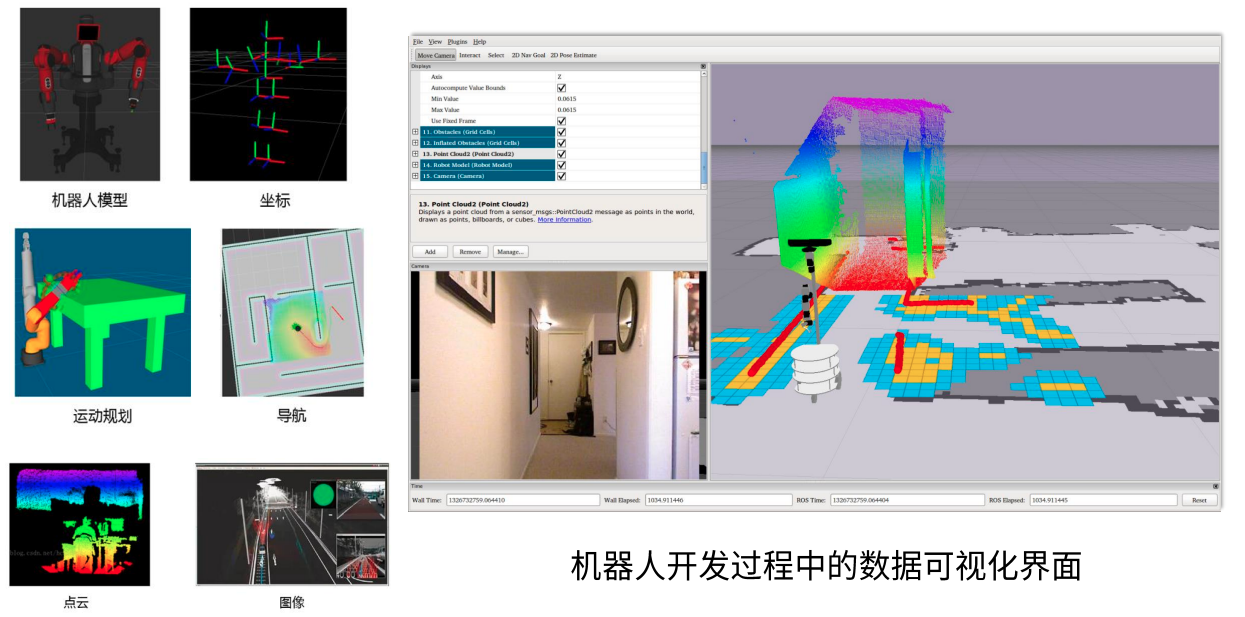 机器人模型
坐标
运动规划
导航
点云
图像
File View Plugins Help
Move Camera Interact Select 2D Nav Goal 2D Pose Estimate
Displays
Axis Z
Autocompute Value Bounds
Min Value 0.0615
Max Value 0.0615
Use Fixed Frame
11. Obstacles (Grid Cells)
12. Inflated Obstacles (Grid Cells)
13. Point Cloud2 (Point Cloud2)
14. Robot Model (Robot Model)
15. Camera (Camera)
13. Point Cloud2 (Point Cloud2)
Displays a point cloud from a sensor_msgs::PointCloud2 message as points in the world,
drawn as points, billboards, or cubes. More Information.
Add Remove Manage...
Camera
Time
Wall Time: 1326732759.064410 Wall Elapsed: 1034.911446 ROS Time: 1326732759.064404 ROS Elapsed: 1034.911445 Reset
机器人开发过程中的数据可视化界面